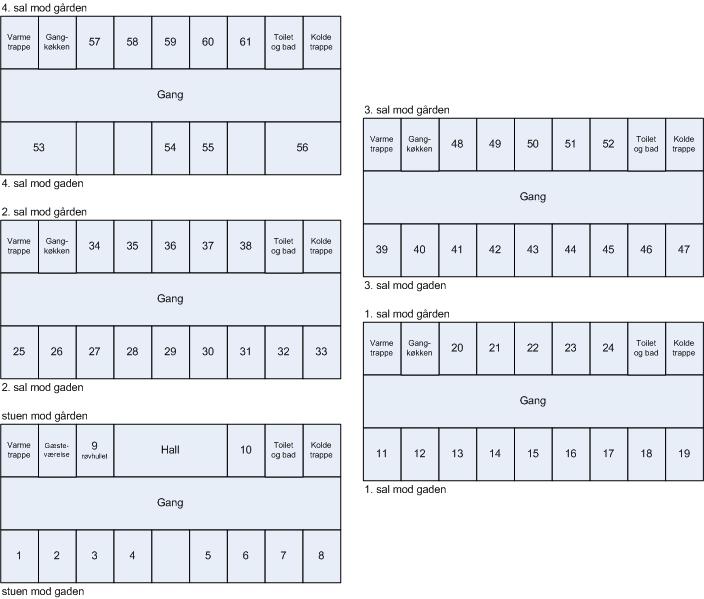 4. sal mod gården
Varme Gang- 57 58 59 60 61 Toilet Kolde
trappe køkken og bad trappe
Gang
53 54 55 56
4. sal mod gaden
2. sal mod gården
Varme Gang- 34 35 36 37 38 Toilet Kolde
trappe køkken og bad trappe
Gang
25 26 27 28 29 30 31 32 33
2. sal mod gaden
stuen mod gården
Varme Gæste- 9 Hall 10 Toilet Kolde
trappe værelse røvhullet og bad trappe
Gang
1 2 3 4 5 6 7 8
stuen mod gaden
3. sal mod gården
Varme Gang- 48 49 50 51 52 Toilet Kolde
trappe køkken og bad trappe
Gang
39 40 41 42 43 44 45 46 47
3. sal mod gaden
1. sal mod gården
Varme Gang- 20 21 22 23 24 Toilet Kolde
trappe køkken og bad trappe
Gang
11 12 13 14 15 16 17 18 19
1. sal mod gaden